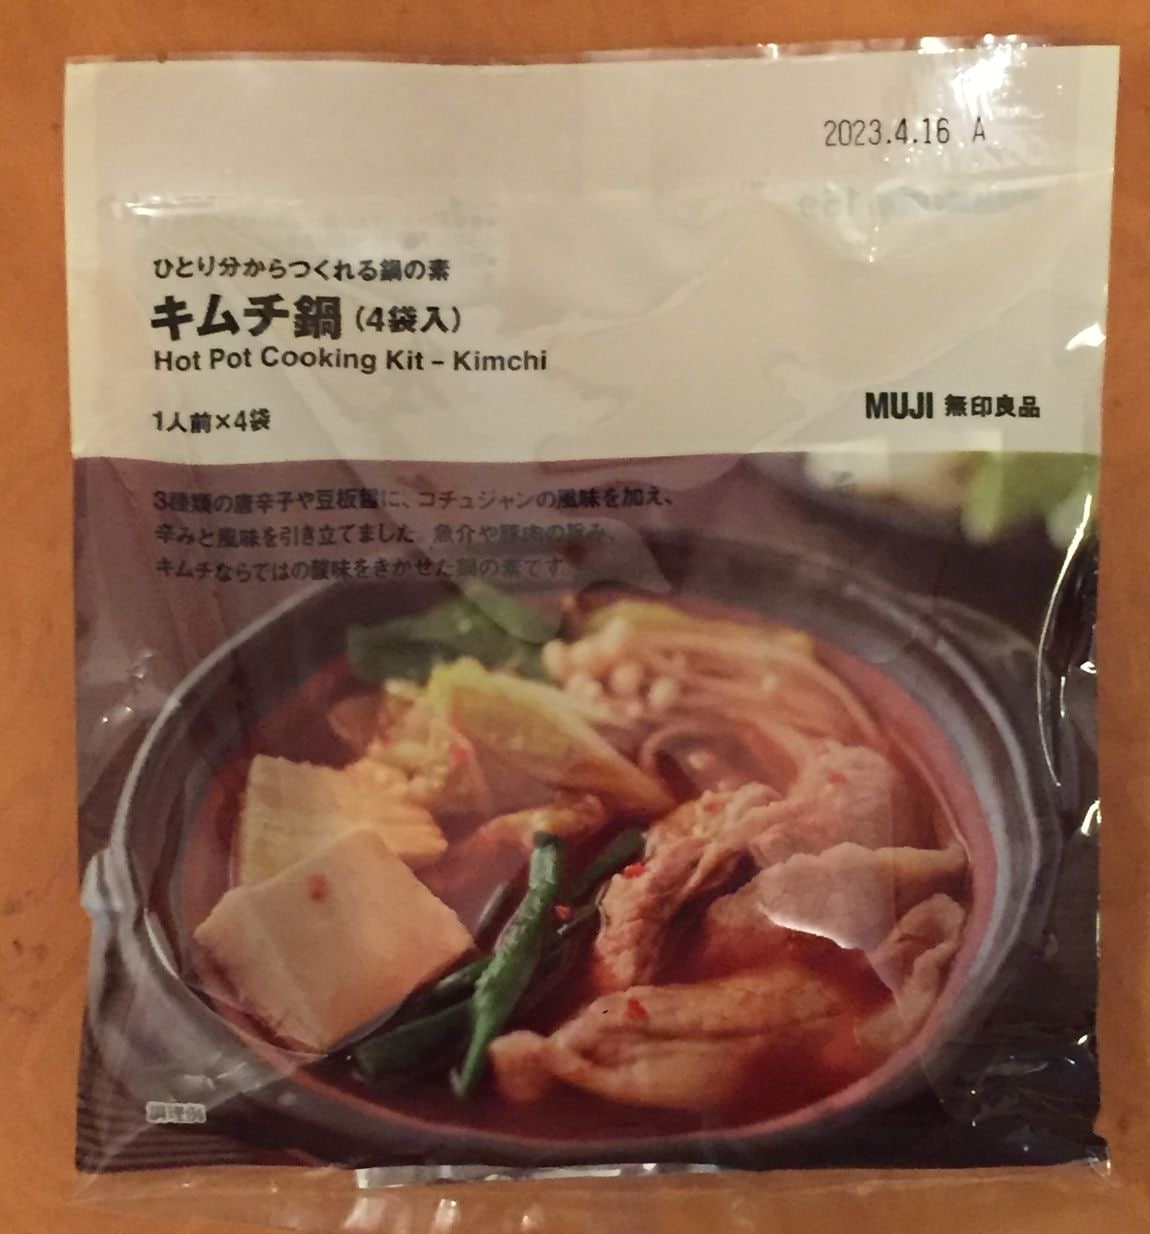 2023.4.16 A
ひとり分からつくれる鍋の素
キムチ鍋(4袋入)
Hot Pot Cooking Kit – Kimchi
1人前×4袋
MUJI 無印良品
3種類の唐辛子や豆板醤に、コチュジャンの風味を加え、
辛みと風味を引き立てました。魚介や豚肉の旨み、
キムチならではの酸味をきかせた鍋の素です。
調理例